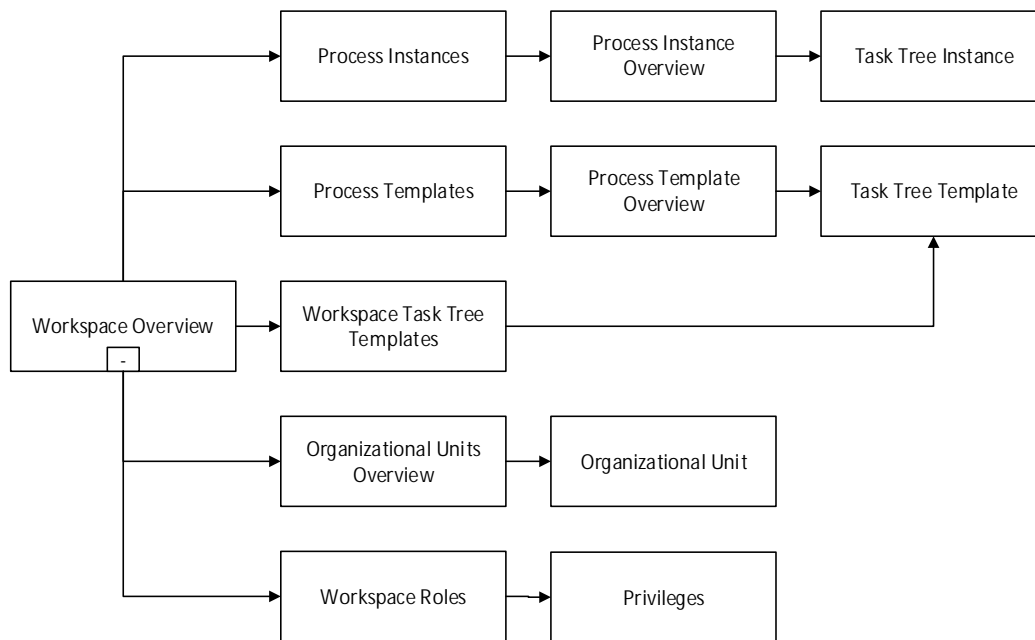 Process Instances
Process Instance
Overview
Task Tree Instance
Process Templates
Process Template
Overview
Task Tree Template
Workspace Overview
-
Workspace Task Tree
Templates
Organizational Units
Overview
Organizational Unit
Workspace Roles
Privileges